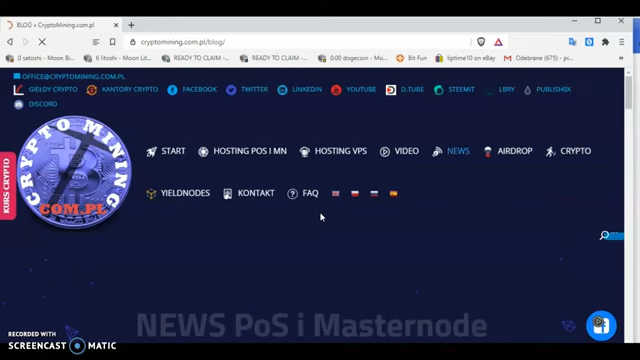 BLOG • CryptoMining.com.pl
cryptomining.com.pl/blog/
0 satoshi - Moon Bi... 6 litoshi - Moon Lit... READY TO CLAIM -... READY TO CLAIM -... 0.00 dogecoin - Mo... Bit Fun liptime10 on eBay Odebrane (675) - p...
OFFICE@CRYPTOMINING.COM.PL
GIEŁDY CRYPTO KANTORY CRYPTO FACEBOOK TWITTER LINKEDIN YOUTUBE D.TUBE STEEMIT LBRY PUBLISH0X
DISCORD
CRYPTO MINING
COM.PL
START HOSTING POS I MN HOSTING VPS VIDEO NEWS AIRDROP CRYPTO
YIELDNODES KONTAKT FAQ
KURS CRYPTO
NEWS PoS i Masternode
RECORDED WITH
SCREENCAST MATIC